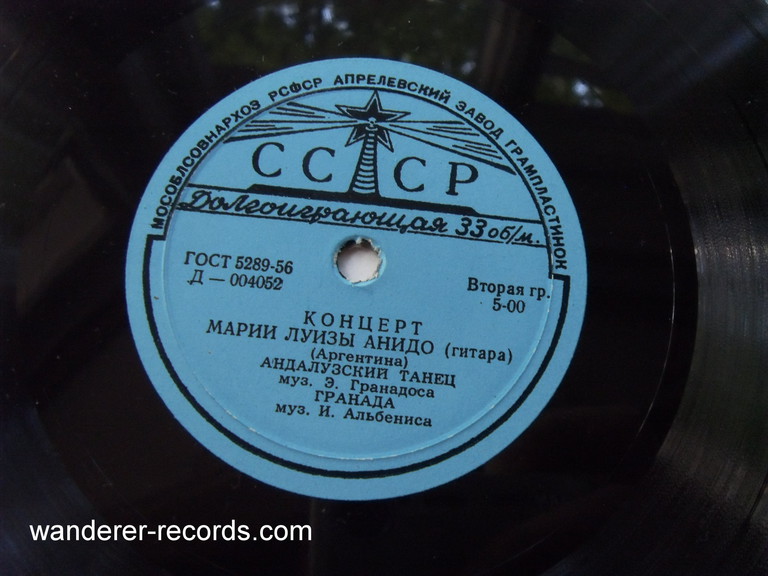 МОСОБЛСОВНАРХОЗ РСФСР АПРЕЛЕВСКИЙ ЗАВОД ГРАМПЛАСТИНОК
СССР
Долгоиграющая 33 об/м.
ГОСТ 5289-56
Д — 004052
Вторая гр.
5-00
КОНЦЕРТ
МАРИИ ЛУИЗЫ АНИДО (гитара)
(Аргентина)
АНДАЛУЗСКИЙ ТАНЕЦ
муз. Э. Гранадоса
ГРАНАДА
муз. И. Альбениса
wanderer-records.com